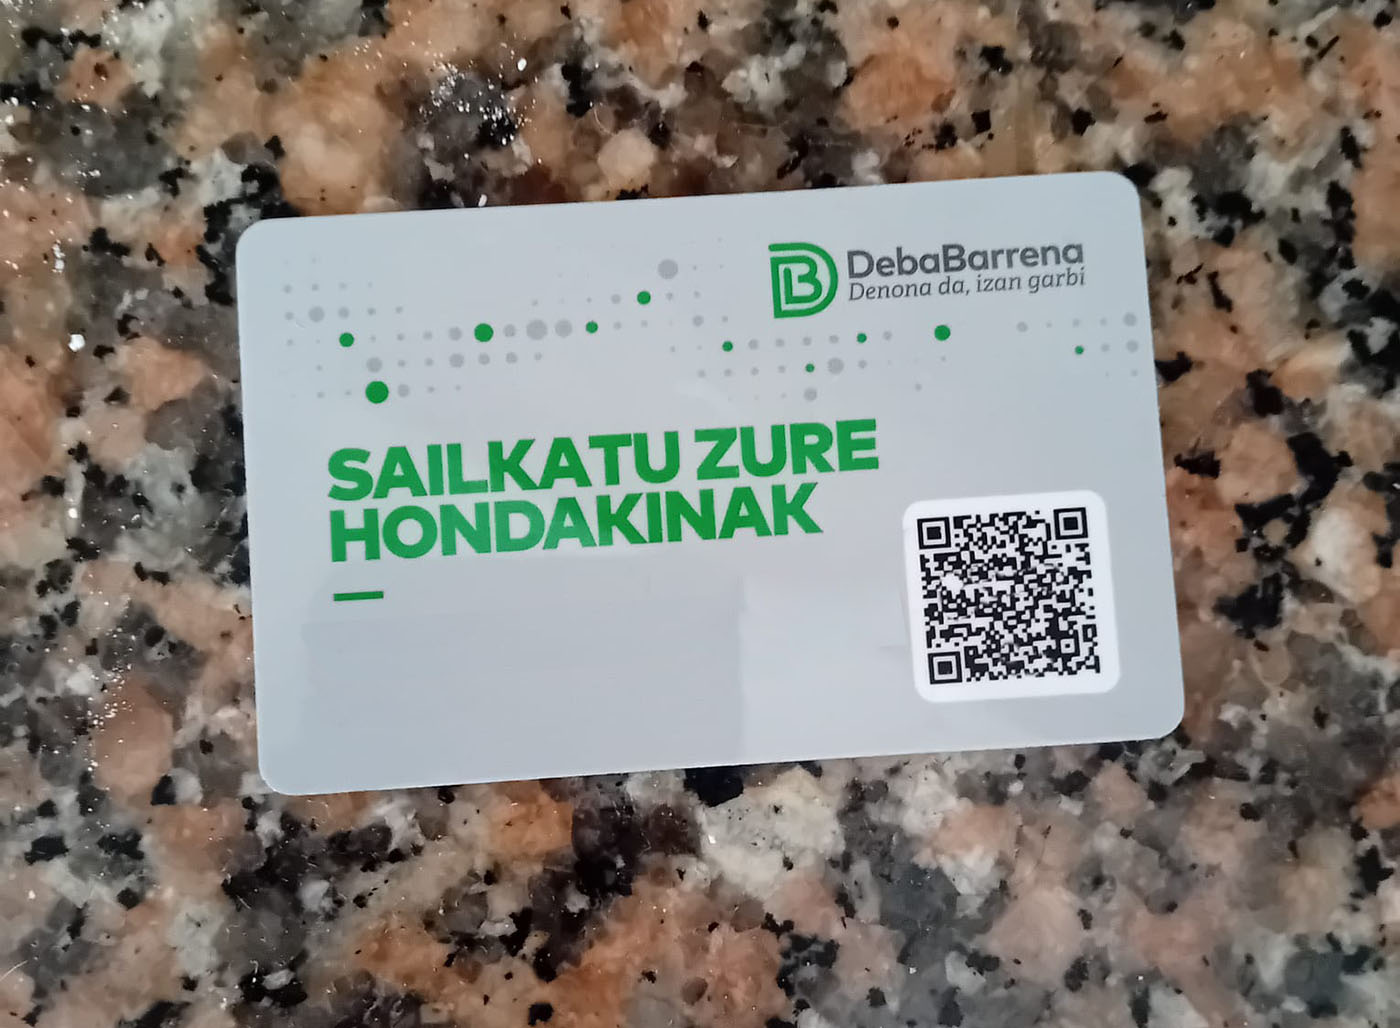 DebaBarrena
Denona da, izan garbi
SAILKATU ZURE
HONDAKINAK